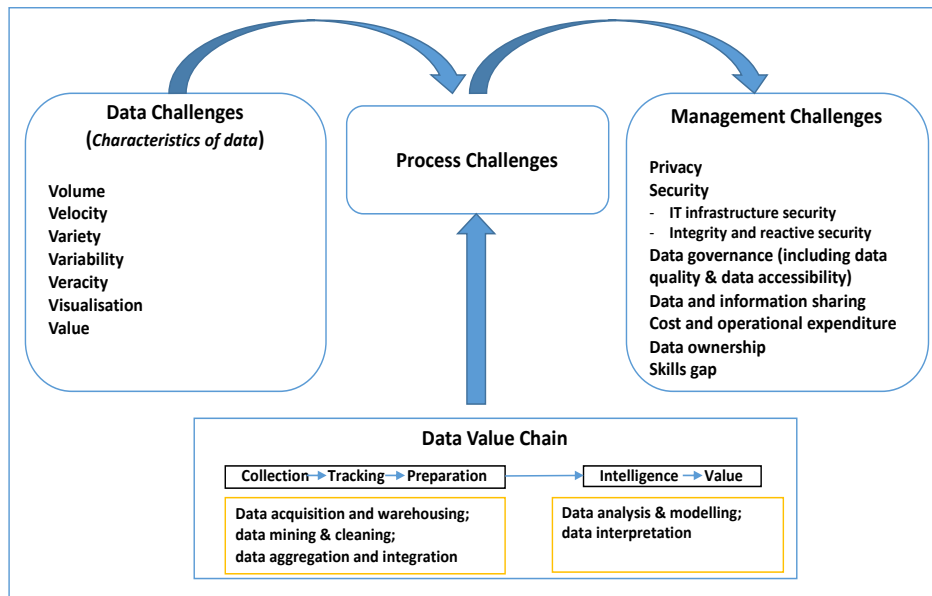 Data Challenges
(Characteristics of data)
Volume
Velocity
Variety
Variability
Veracity
Visualisation
Value
Process Challenges
Management Challenges
Privacy
Security
- IT infrastructure security
- Integrity and reactive security
Data governance (including data
quality & data accessibility)
Data and information sharing
Cost and operational expenditure
Data ownership
Skills gap
Data Value Chain
Collection Tracking Preparation
Intelligence Value
Data acquisition and warehousing;
data mining & cleaning;
data aggregation and integration
Data analysis & modelling;
data interpretation